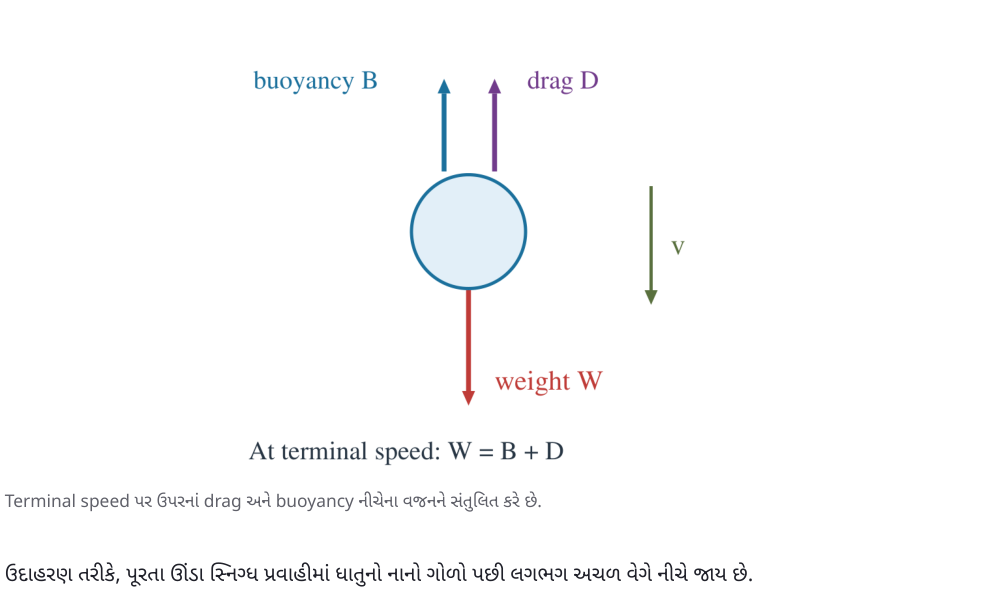 buoyancy B
drag D
v
weight W
At terminal speed: W = B + D
Terminal speed પર ઉપરનાં drag અને buoyancy નીચેના વજનને સંતુલિત કરે છે.
ઉદાહરણ તરીકે, પૂરતા ઊંડા સ્નિગ્ધ પ્રવાહીમાં ધાતુનો નાનો ગોળો પછી લગભગ અચળ વેગે નીચે જાય છે.